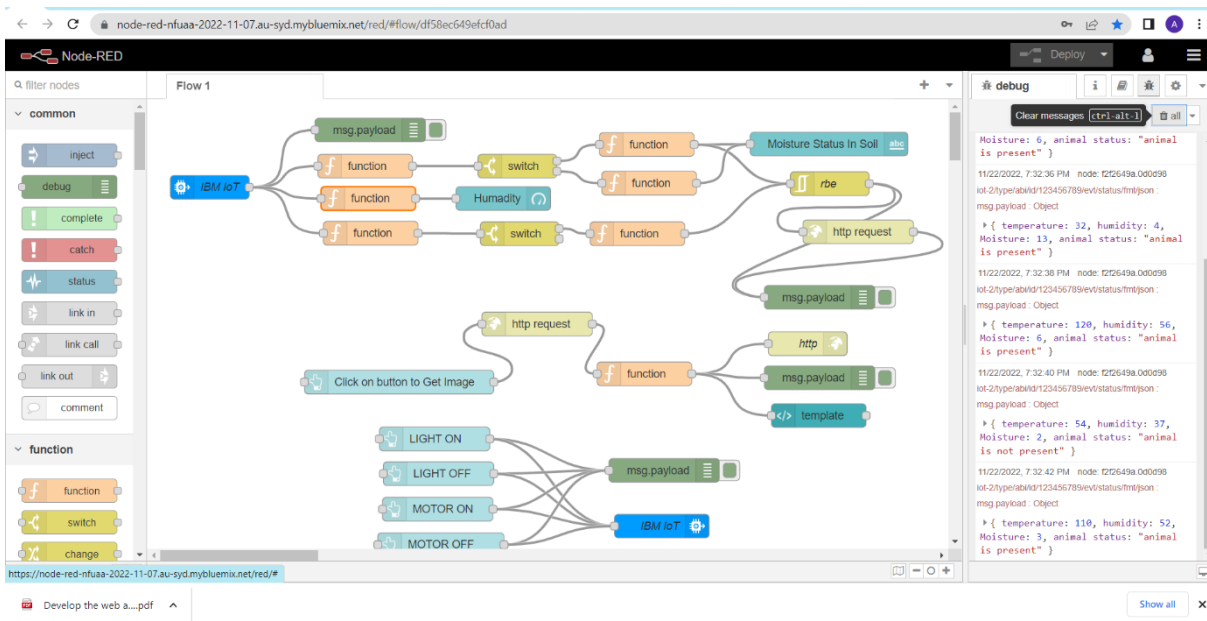 node-red-nfuaa-2022-11-07.au-syd.mybluemix.net/red/#flow/df58ec649efcf0ad
A
Node-RED
Deploy
filter nodes
common
inject
debug
complete
catch
status
link in
link call
link out
comment
function
function
switch
change
Flow 1
msg.payload
function
switch
function
Moisture Status In Soil
abc
IBM IoT
function
Humadity
function
rbe
function
switch
function
http request
msg.payload
http request
http
Click on button to Get Image
function
msg.payload
template
LIGHT ON
LIGHT OFF
msg.payload
MOTOR ON
IBM IoT
MOTOR OFF
debug
i
Clear messages ctrl-alt-l
all
Moisture: 6, animal status: "animal
is present" }
11/22/2022, 7:32:36 PM node: f2f2649a.0d0d98
iot-2/type/abi/id/123456789/evt/status/fmt/json :
msg.payload : Object
{ temperature: 32, humidity: 4,
Moisture: 13, animal status: "animal
is present" }
11/22/2022, 7:32:38 PM node: f2f2649a.0d0d98
iot-2/type/abi/id/123456789/evt/status/fmt/json :
msg.payload : Object
{ temperature: 120, humidity: 56,
Moisture: 6, animal status: "animal
is present" }
11/22/2022, 7:32:40 PM node: f2f2649a.0d0d98
iot-2/type/abi/id/123456789/evt/status/fmt/json :
msg.payload : Object
{ temperature: 54, humidity: 37,
Moisture: 2, animal status: "animal
is not present" }
11/22/2022, 7:32:42 PM node: f2f2649a.0d0d98
iot-2/type/abi/id/123456789/evt/status/fmt/json :
msg.payload : Object
{ temperature: 110, humidity: 52,
Moisture: 3, animal status: "animal
is present" }
https://node-red-nfuaa-2022-11-07.au-syd.mybluemix.net/red/#
Develop the web a....pdf
Show all